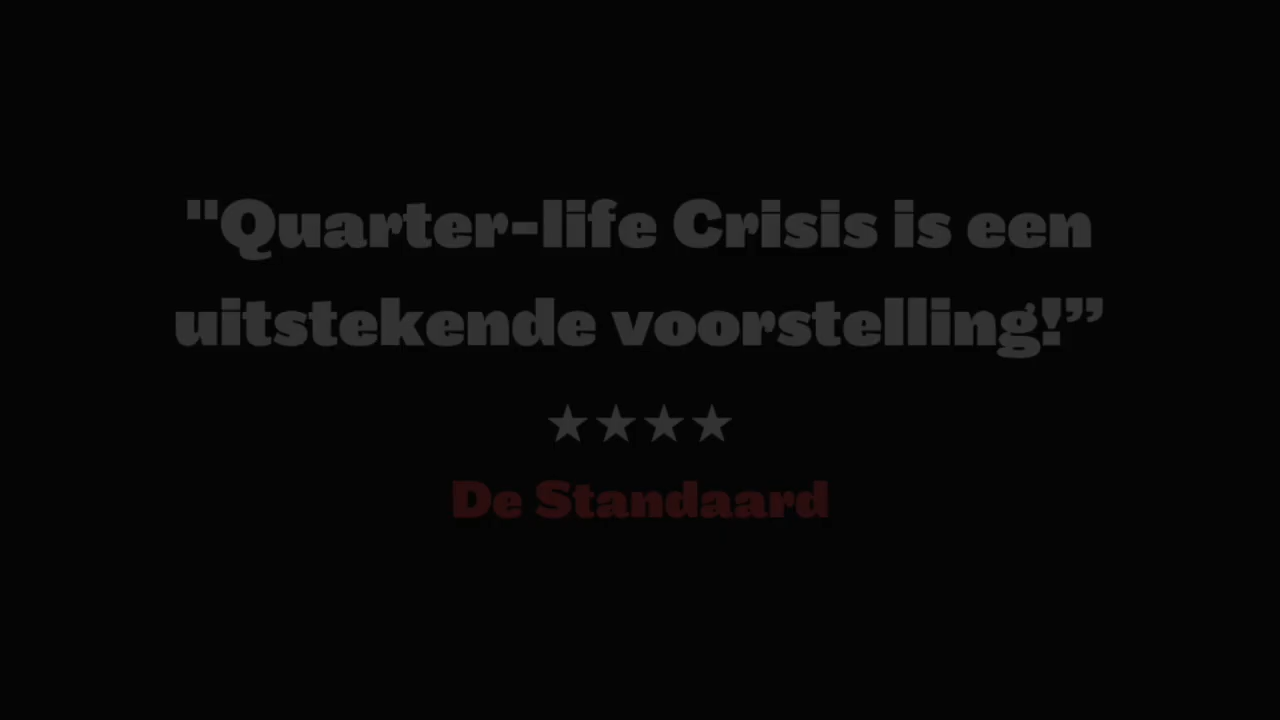 "Quarter-life Crisis is een
uitstekende voorstelling!”
★★★★
De Standaard